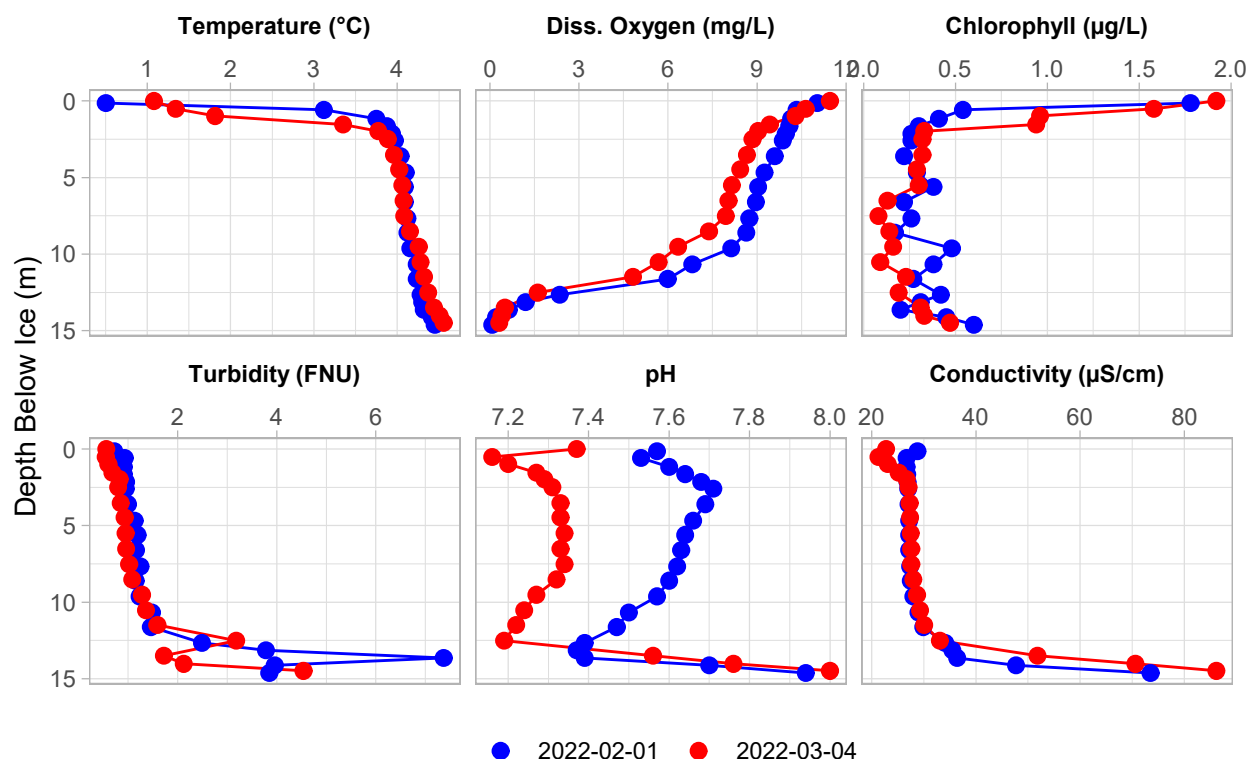 Temperature (°C) Diss. Oxygen (mg/L) Chlorophyll (µg/L)
1 2 3 4 0 3 6 9 12 0.0 0.5 1.0 1.5 2.0
0
5
10
15
Depth Below Ice (m)
Turbidity (FNU) pH Conductivity (µS/cm)
2 4 6 7.2 7.4 7.6 7.8 8.0 20 40 60 80
0
5
10
15
2022-02-01 2022-03-04